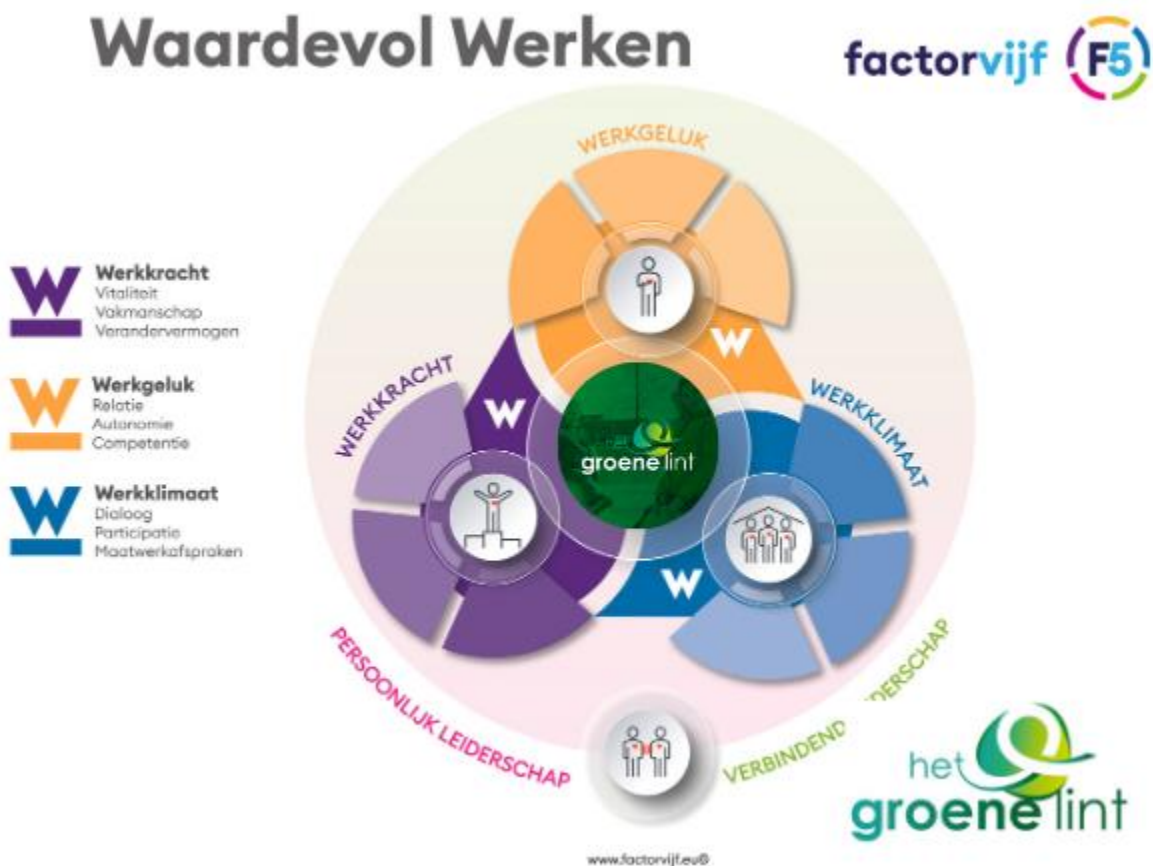 Waardevol Werken
factorvijf F5
WERKGELUK
W Werkkracht
Vitaliteit
Vakmanschap
Verandervermogen
W
W Werkgeluk
Relatie
Autonomie
Competentie
WERKKRACHT
W
WERKKLIMAAT
groene lint
W Werkklimaat
Dialoog
Participatie
Maatwerkafspraken
W
PERSOONLIJK LEIDERSCHAP
VERBINDEND DERSCHAP
het
groene lint
www.factorvijf.eu©